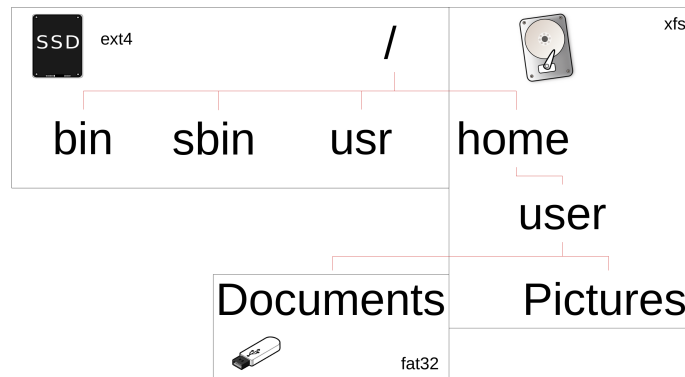 SSD ext4 / xfs
bin sbin usr home
user
Documents Pictures
fat32